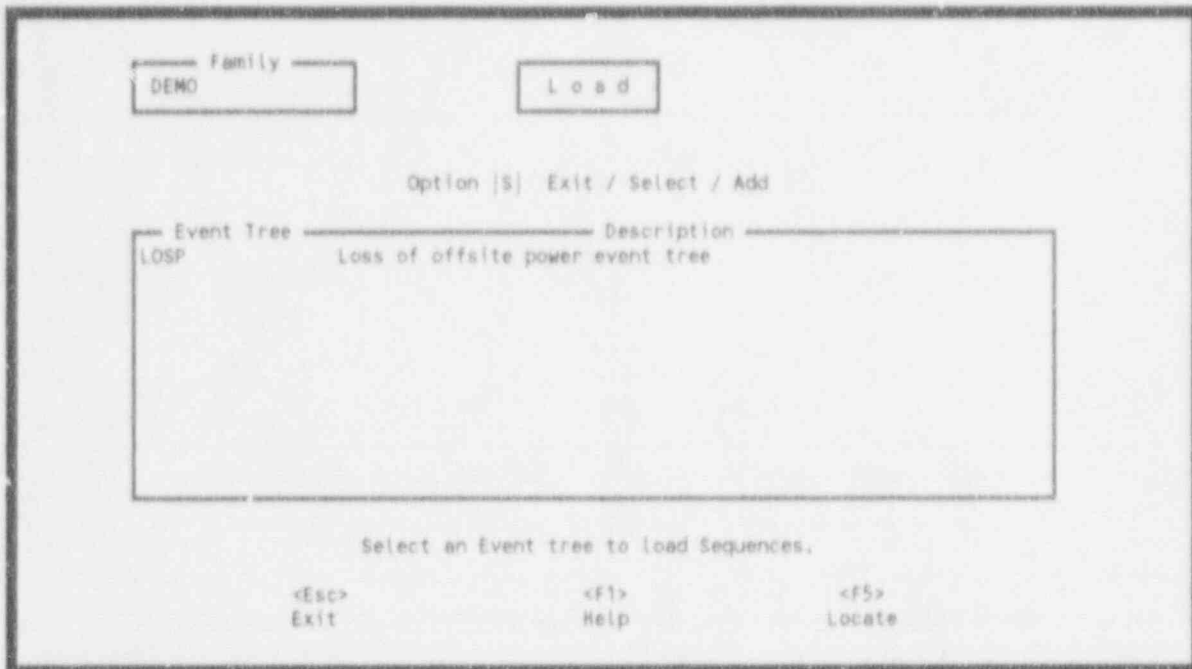 Family
DEMO
Load
Option |S| Exit / Select / Add
Event Tree Description
LOSP Loss of offsite power event tree
Select an Event tree to load Sequences.
<Esc> <F1> <F5>
Exit Help Locate